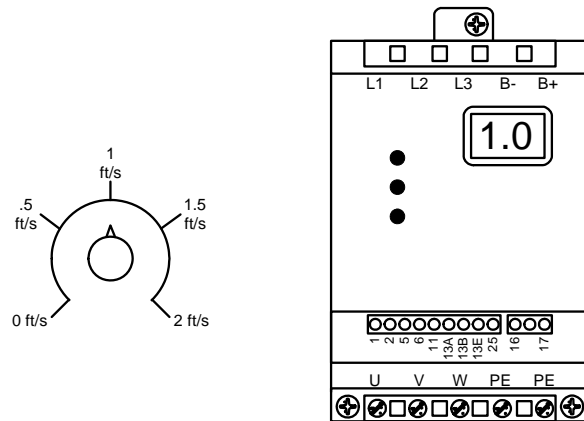 1
ft/s
.5
ft/s
1.5
ft/s
0 ft/s
2 ft/s
L1 L2 L3 B- B+
1.0
1 2 5 6 11 13A 13B 13E 25 16 17
U V W PE PE